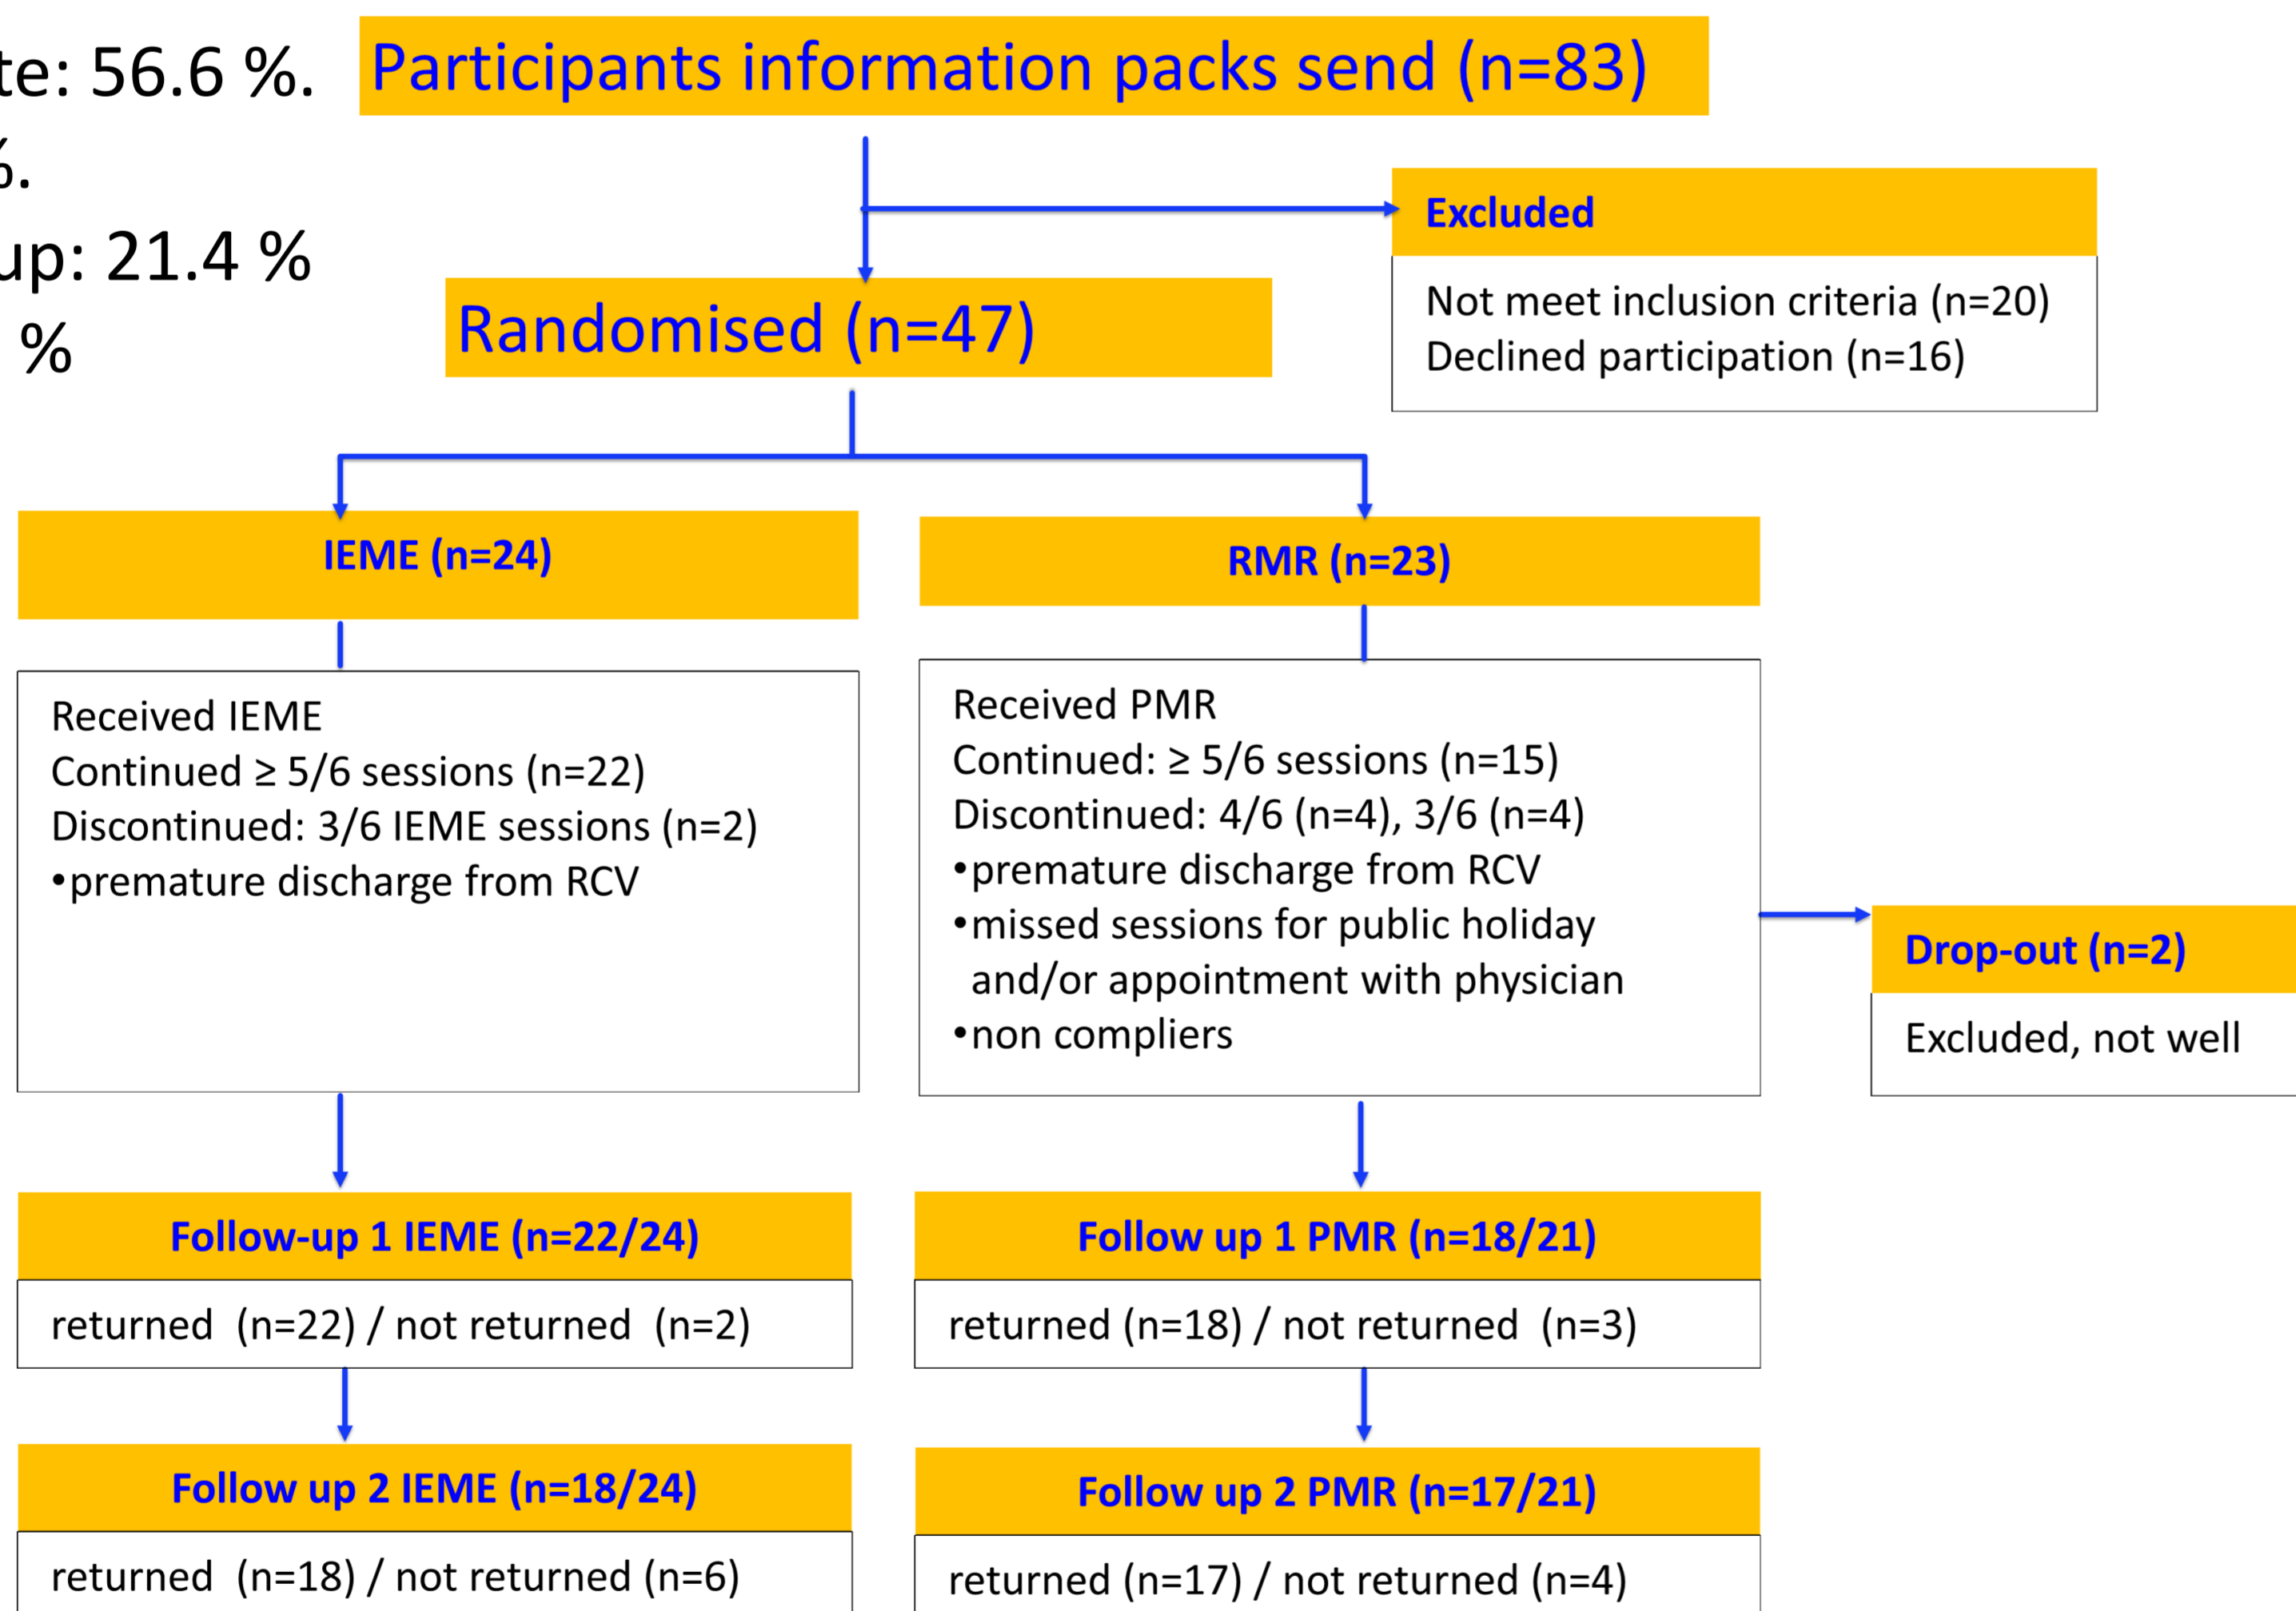 te: 56.6 %.
%.
up: 21.4 %
%
Participants information packs send (n=83)
Excluded
Not meet inclusion criteria (n=20)
Declined participation (n=16)
Randomised (n=47)
IEME (n=24)
Received IEME
Continued ≥ 5/6 sessions (n=22)
Discontinued: 3/6 IEME sessions (n=2)
•premature discharge from RCV
RMR (n=23)
Received PMR
Continued: ≥ 5/6 sessions (n=15)
Discontinued: 4/6 (n=4), 3/6 (n=4)
•premature discharge from RCV
•missed sessions for public holiday
and/or appointment with physician
•non compliers
Drop-out (n=2)
Excluded, not well
Follow-up 1 IEME (n=22/24)
returned (n=22) / not returned (n=2)
Follow up 1 PMR (n=18/21)
returned (n=18) / not returned (n=3)
Follow up 2 IEME (n=18/24)
returned (n=18) / not returned (n=6)
Follow up 2 PMR (n=17/21)
returned (n=17) / not returned (n=4)